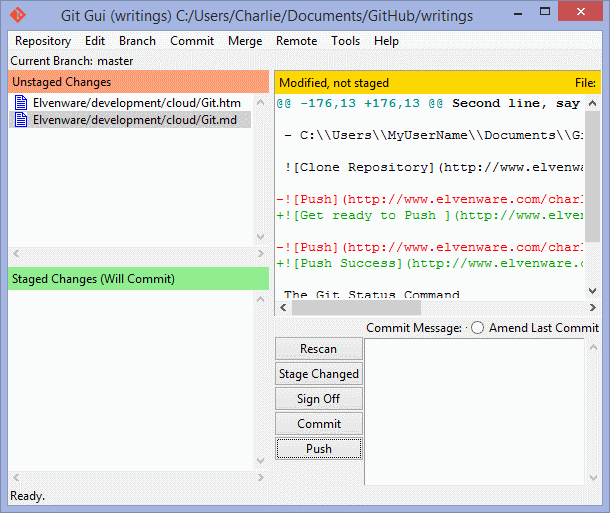 Git Gui (writings) C:/Users/Charlie/Documents/GitHub/writings
Repository Edit Branch Commit Merge Remote Tools Help
Current Branch: master
Unstaged Changes
Elvenware/development/cloud/Git.htm
Elvenware/development/cloud/Git.md
Staged Changes (Will Commit)
Modified, not staged File:
@@ -176,13 +176,13 @@ Second line, say
- C:\\Users\\MyUserName\\Documents\\G
![Clone Repository](http://www.elvenw
-![Push](http://www.elvenware.com/char
+![Get ready to Push ](http://www.elven
-![Push](http://www.elvenware.com/char
+![Push Success](http://www.elvenware.
The Git Status Command
Commit Message: Amend Last Commit
Rescan
Stage Changed
Sign Off
Commit
Push
Ready.